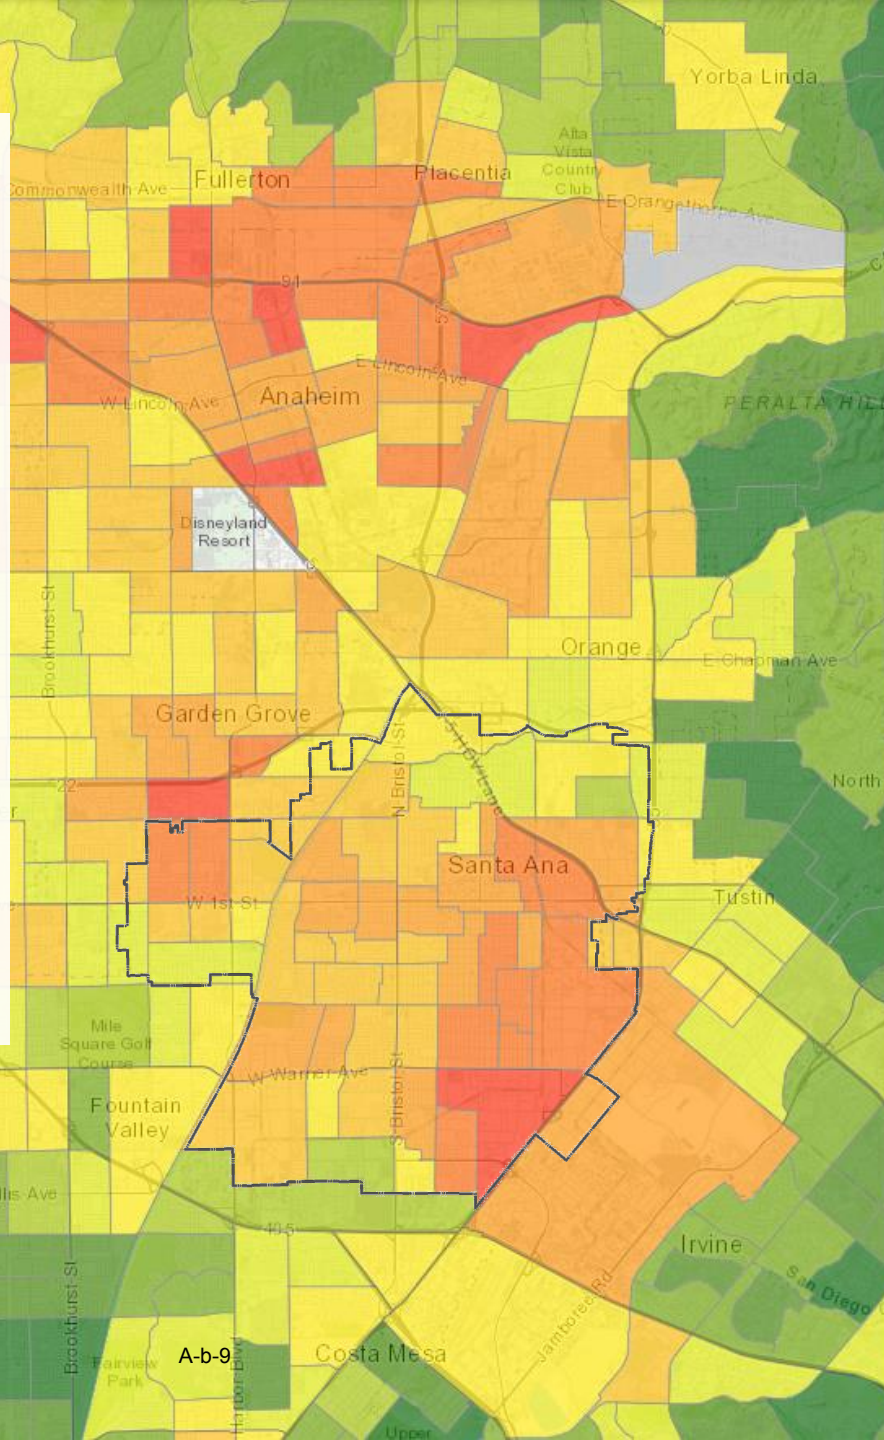 Yorba Linda
Alta
Vista
Country
Club
Commonwealth Ave
Fullerton
Placentia
E Orangethorpe Ave
91
57
E Lincoln Ave
W Lincoln Ave
Anaheim
PERALTA HILL
Disneyland
Resort
Brookhurst St
Orange
E Chapman Ave
Garden Grove
N Bristol St
22
North
Santa Ana
W 1st St
Tustin
Mile
Square Golf
Course
W Warner Ave
S Bristol St
Fountain
Valley
llis Ave
405
Irvine
San Diego
Brookhurst St
Jamboree Rd
A-b-9
Harbor Blvd
Costa Mesa
Fairview
Park
Upper